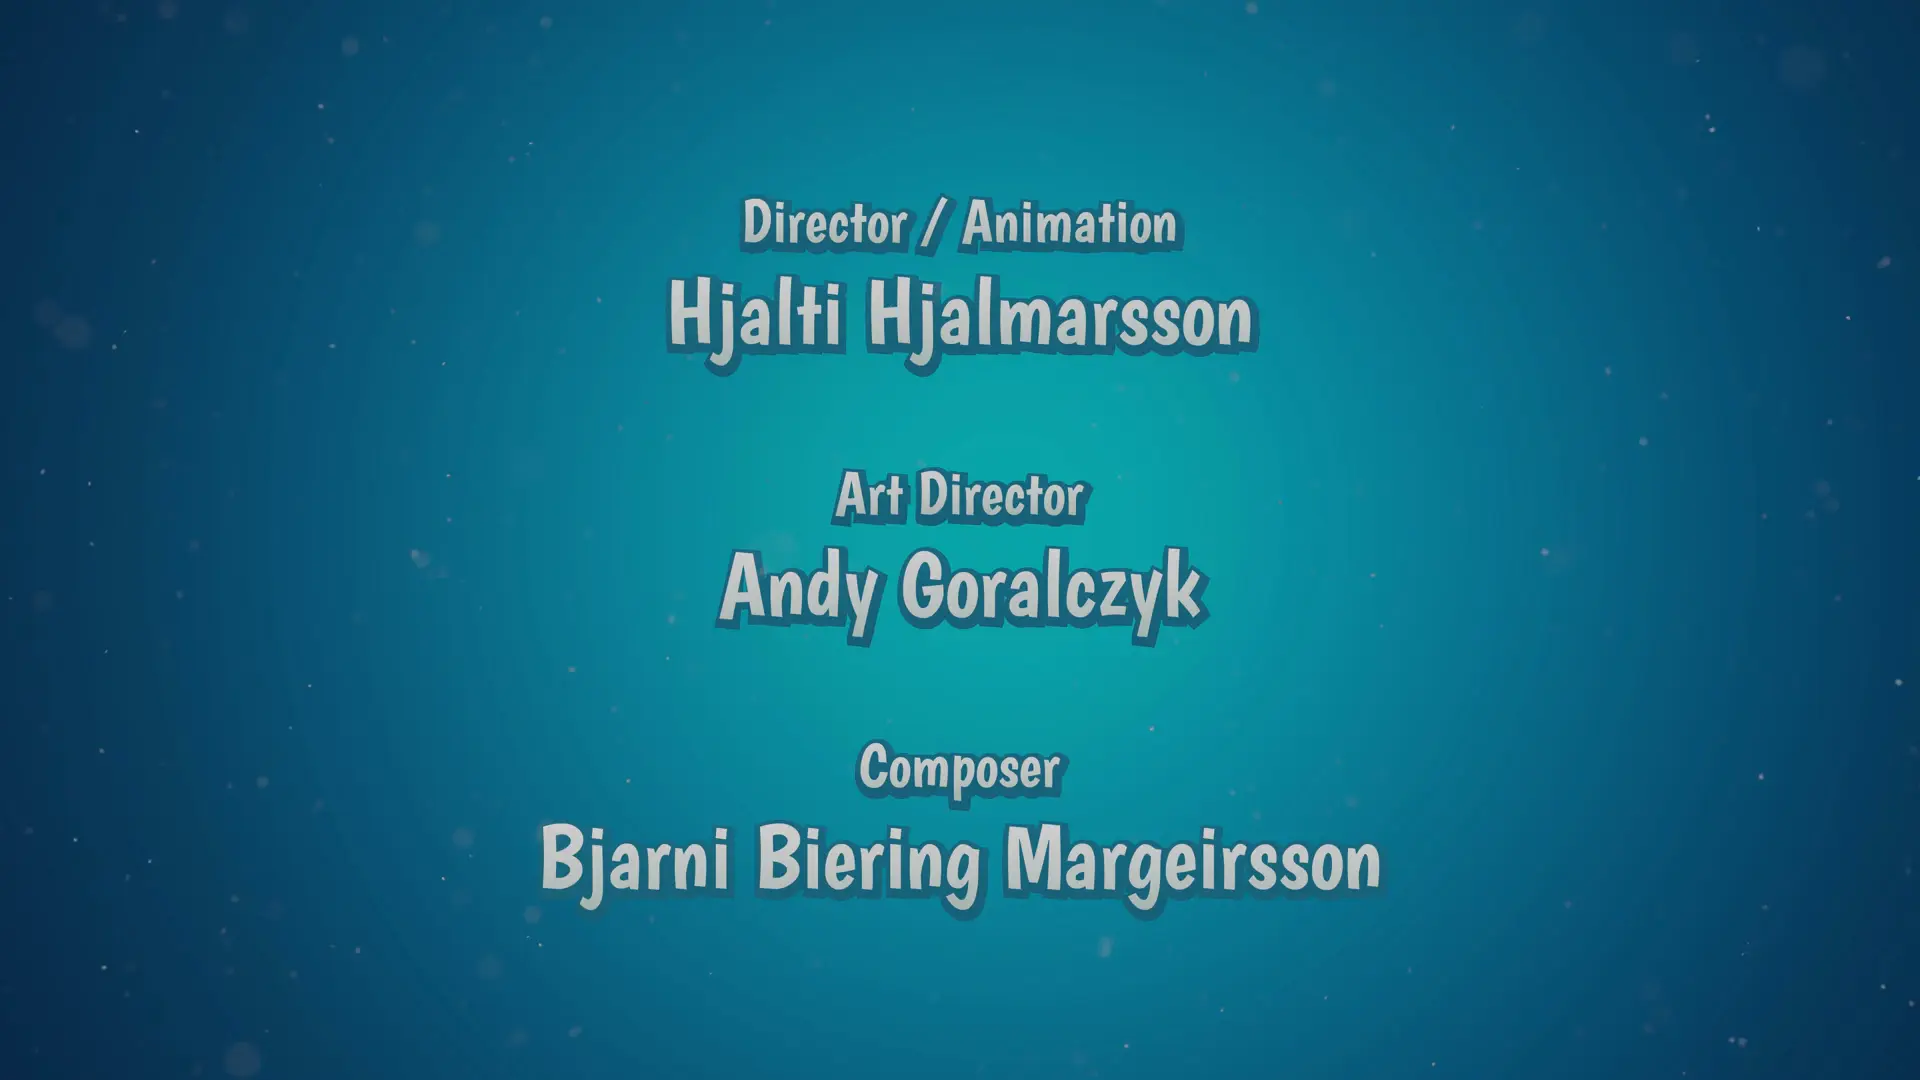 Director / Animation
Hjalti Hjalmarsson
Art Director
Andy Goralczyk
Composer
Bjarni Biering Margeirsson